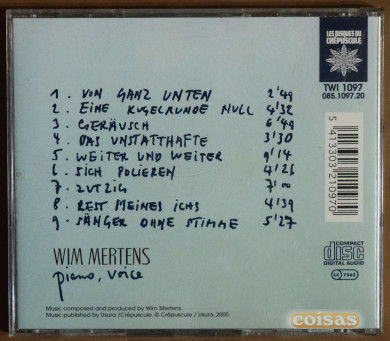 LES DISQUES DU CRÉPUSCULE
TWI 1097
085.1097.20
1. VON GANZ UNTEN 2'49
2. EINE KUGELRUNDE NULL 4'32
3. GERÄUSCH 6'49
4. DAS UNSTATTHAFTE 3'30
5. WEITER UND WEITER 9'14
6. SICH POLIEREN 4'26
7. ZUTZIG 7'00
8. REST MEINES ICHS 4'39
9. SÄNGER OHNE STIMME 5'27
5 413303 210970
WIM MERTENS
piano, voice
COMPACT
disc
DIGITAL AUDIO
Music composed and produced by Wim Mertens.
Music published by Usura /Crépuscule. © Crépuscule / Usura, 2000.
coisas